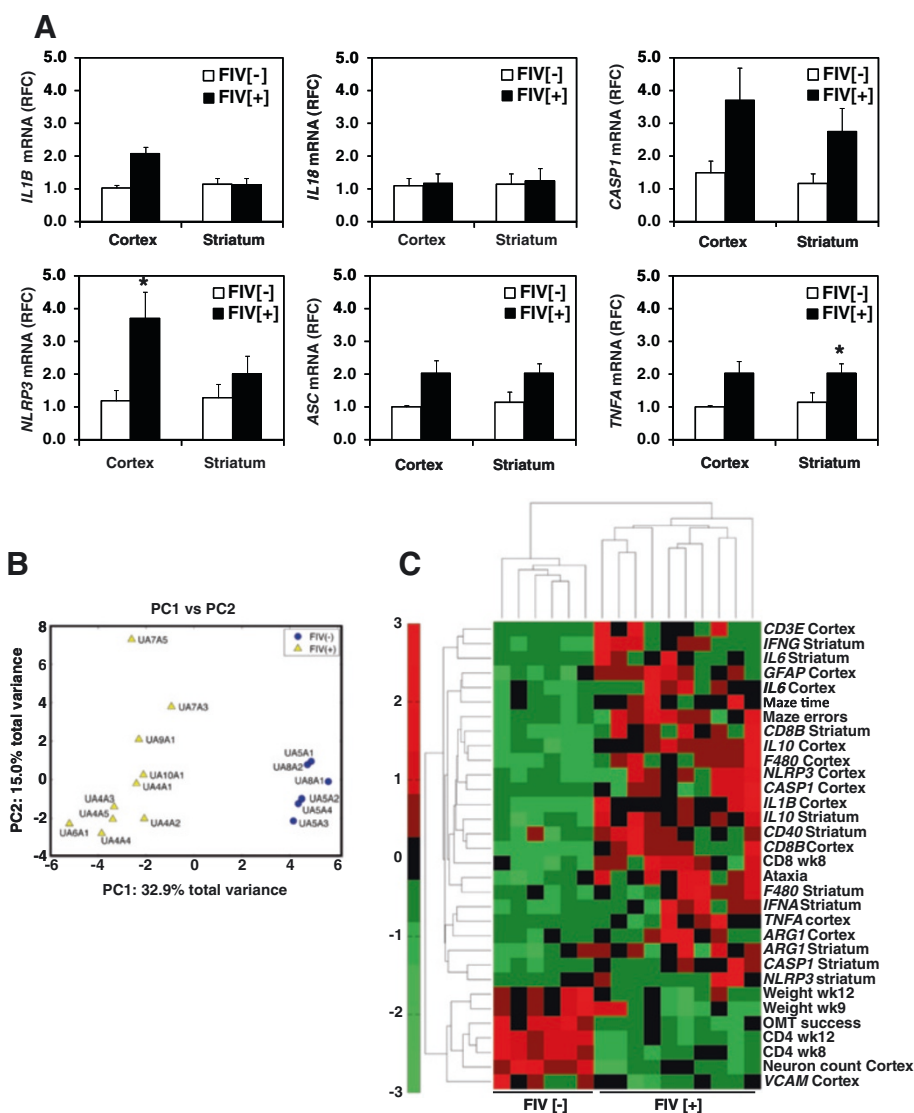 A
IL1B mRNA (RFC)
5.0
4.0
3.0
2.0
1.0
0.0
FIV[-]
FIV[+]
Cortex Striatum
IL18 mRNA (RFC)
5.0
4.0
3.0
2.0
1.0
0.0
FIV[-]
FIV[+]
Cortex Striatum
CASP1 mRNA (RFC)
5.0
4.0
3.0
2.0
1.0
0.0
FIV[-]
FIV[+]
Cortex Striatum
NLRP3 mRNA (RFC)
5.0
4.0
3.0
2.0
1.0
0.0
*
FIV[-]
FIV[+]
Cortex Striatum
ASC mRNA (RFC)
5.0
4.0
3.0
2.0
1.0
0.0
FIV[-]
FIV[+]
Cortex Striatum
TNFA mRNA (RFC)
5.0
4.0
3.0
2.0
1.0
0.0
FIV[-]
FIV[+]
*
Cortex Striatum
B
PC1 vs PC2
PC2: 15.0% total variance
8
6
4
2
0
-2
-4
FIV(-)
FIV(+)
UA7A5
UA7A3
UA9A1
UA10A1
UA4A1
UA4A3
UA4A5
UA6A1
UA4A4
UA4A2
UA5A1
UA8A2
UA8A1
UA5A2
UA5A4
UA5A3
-6 -4 -2 0 2 4 6
PC1: 32.9% total variance
C
3
2
1
0
-1
-2
-3
CD3E Cortex
IFNG Striatum
IL6 Striatum
GFAP Cortex
IL6 Cortex
Maze time
Maze errors
CD8B Striatum
IL10 Cortex
F480 Cortex
NLRP3 Cortex
CASP1 Cortex
IL1B Cortex
IL10 Striatum
CD40 Striatum
CD8B Cortex
CD8 wk8
Ataxia
F480 Striatum
IFNA Striatum
TNFA cortex
ARG1 Cortex
ARG1 Striatum
CASP1 Striatum
NLRP3 striatum
Weight wk12
Weight wk9
OMT success
CD4 wk12
CD4 wk8
Neuron count Cortex
VCAM Cortex
FIV [-] FIV [+]